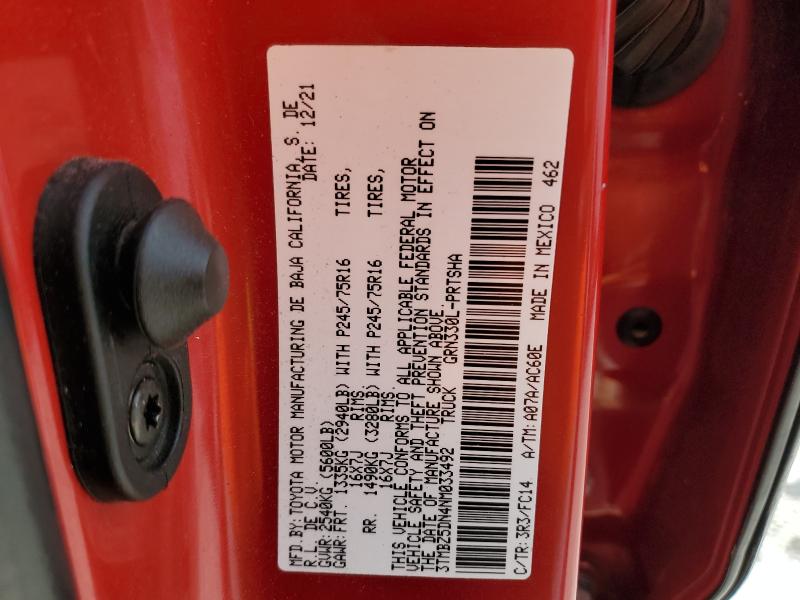 MFD.BY:TOYOTA MOTOR MANUFACTURING DE BAJA CALIFORNIA, S. DE
R.L. DE C.V. DATE: 12/21
GVWR:2540KG(5600LB)
GAWR:FRT. 1335KG(2940LB)WITH P245/75R16 TIRES,
16X7J RIMS
RR. 1490KG(3280LB)WITH P245/75R16 TIRES,
16X7J RIMS
THIS VEHICLE CONFORMS TO ALL APPLICABLE FEDERAL MOTOR
VEHICLE SAFETY AND THEFT PREVENTION STANDARDS IN EFFECT ON
THE DATE OF MANUFACTURE SHOWN ABOVE.
3TMBZ5DN4NM033492 TRUCK GRN330L-PRTSHA
C/TR:3R3/FC14 A/TM:A07A/AC60E MADE IN MEXICO 462